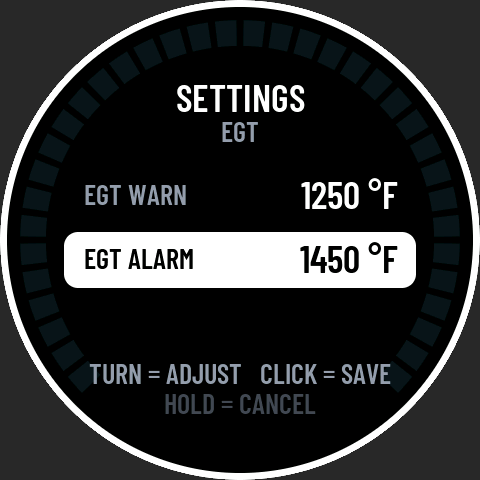 SETTINGS
EGT
EGT WARN 1250 °F
EGT ALARM 1450 °F
TURN = ADJUST CLICK = SAVE
HOLD = CANCEL